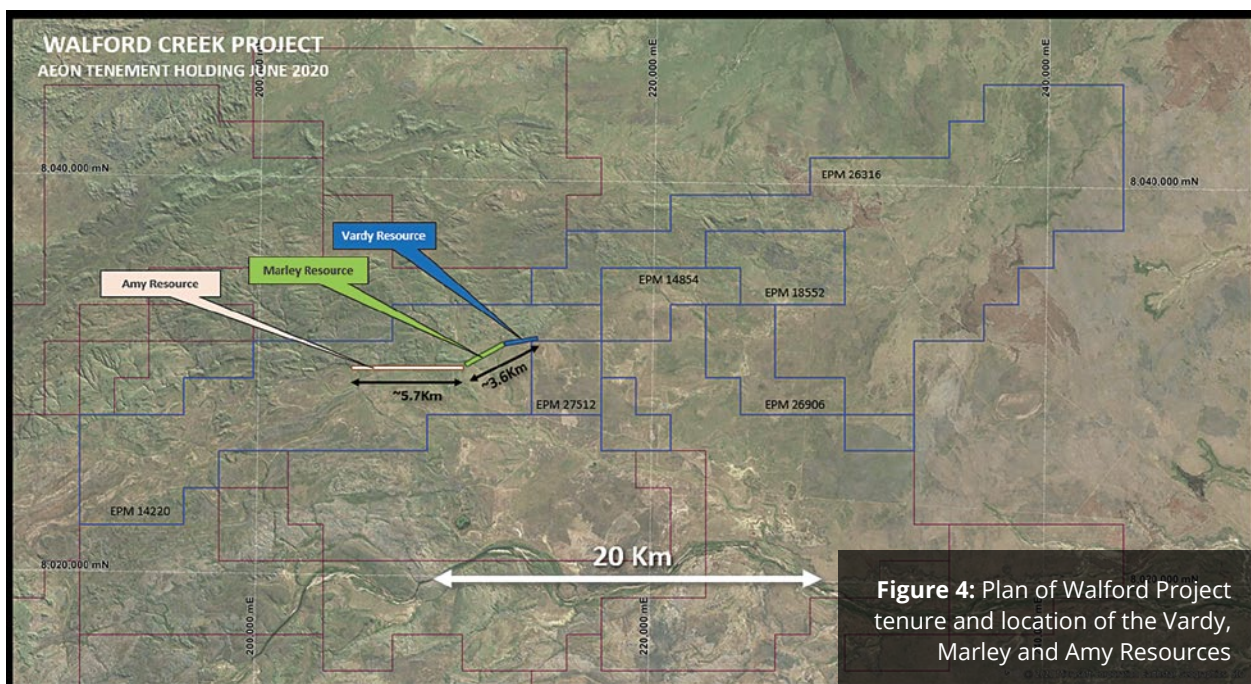 WALFORD CREEK PROJECT
AEON TENEMENT HOLDING JUNE 2020
220,000 mE
240,000 mE
8,040,000 mN
EPM 26316
8,040,000 mN
Vardy Resource
Marley Resource
Amy Resource
EPM 14854
EPM 18552
~3.6Km
~5.7Km
EPM 27512
EPM 26906
EPM 14220
20 Km
8,020,000 mN
200,000 mE
220,000 mE
Figure 4: Plan of Walford Project
tenure and location of the Vardy,
Marley and Amy Resources